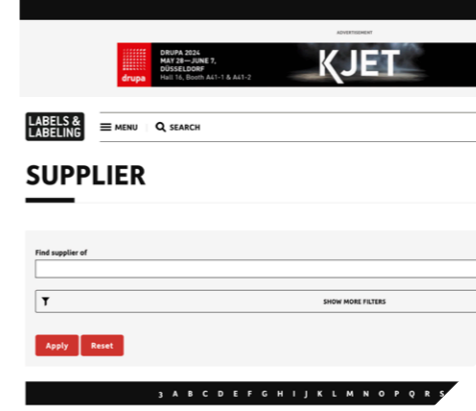 ADVERTISEMENT
drupa
DRUPA 2024
MAY 28—JUNE 7,
DÜSSELDORF
Hall 16, Booth A41-1 & A41-2
KJET
LABELS &
LABELING
MENU
SEARCH
SUPPLIER
Find supplier of
SHOW MORE FILTERS
Apply
Reset
3 A B C D E F G H I J K L M N O P Q R S